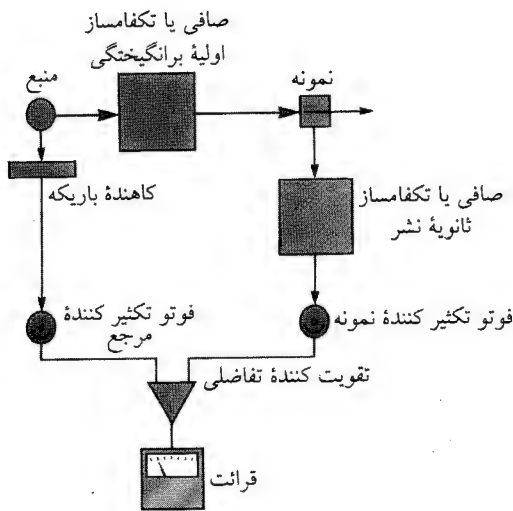 صافی یا تکفامساز
اولیهٔ برانگیختگی
منبع
نمونه
کاهندهٔ باریکه
صافی یا تکفامساز
ثانویهٔ نشر
فوتو تکثیر کنندهٔ
مرجع
فوتو تکثیر کنندهٔ نمونه
تقویت کنندهٔ تفاضلی
قرائت